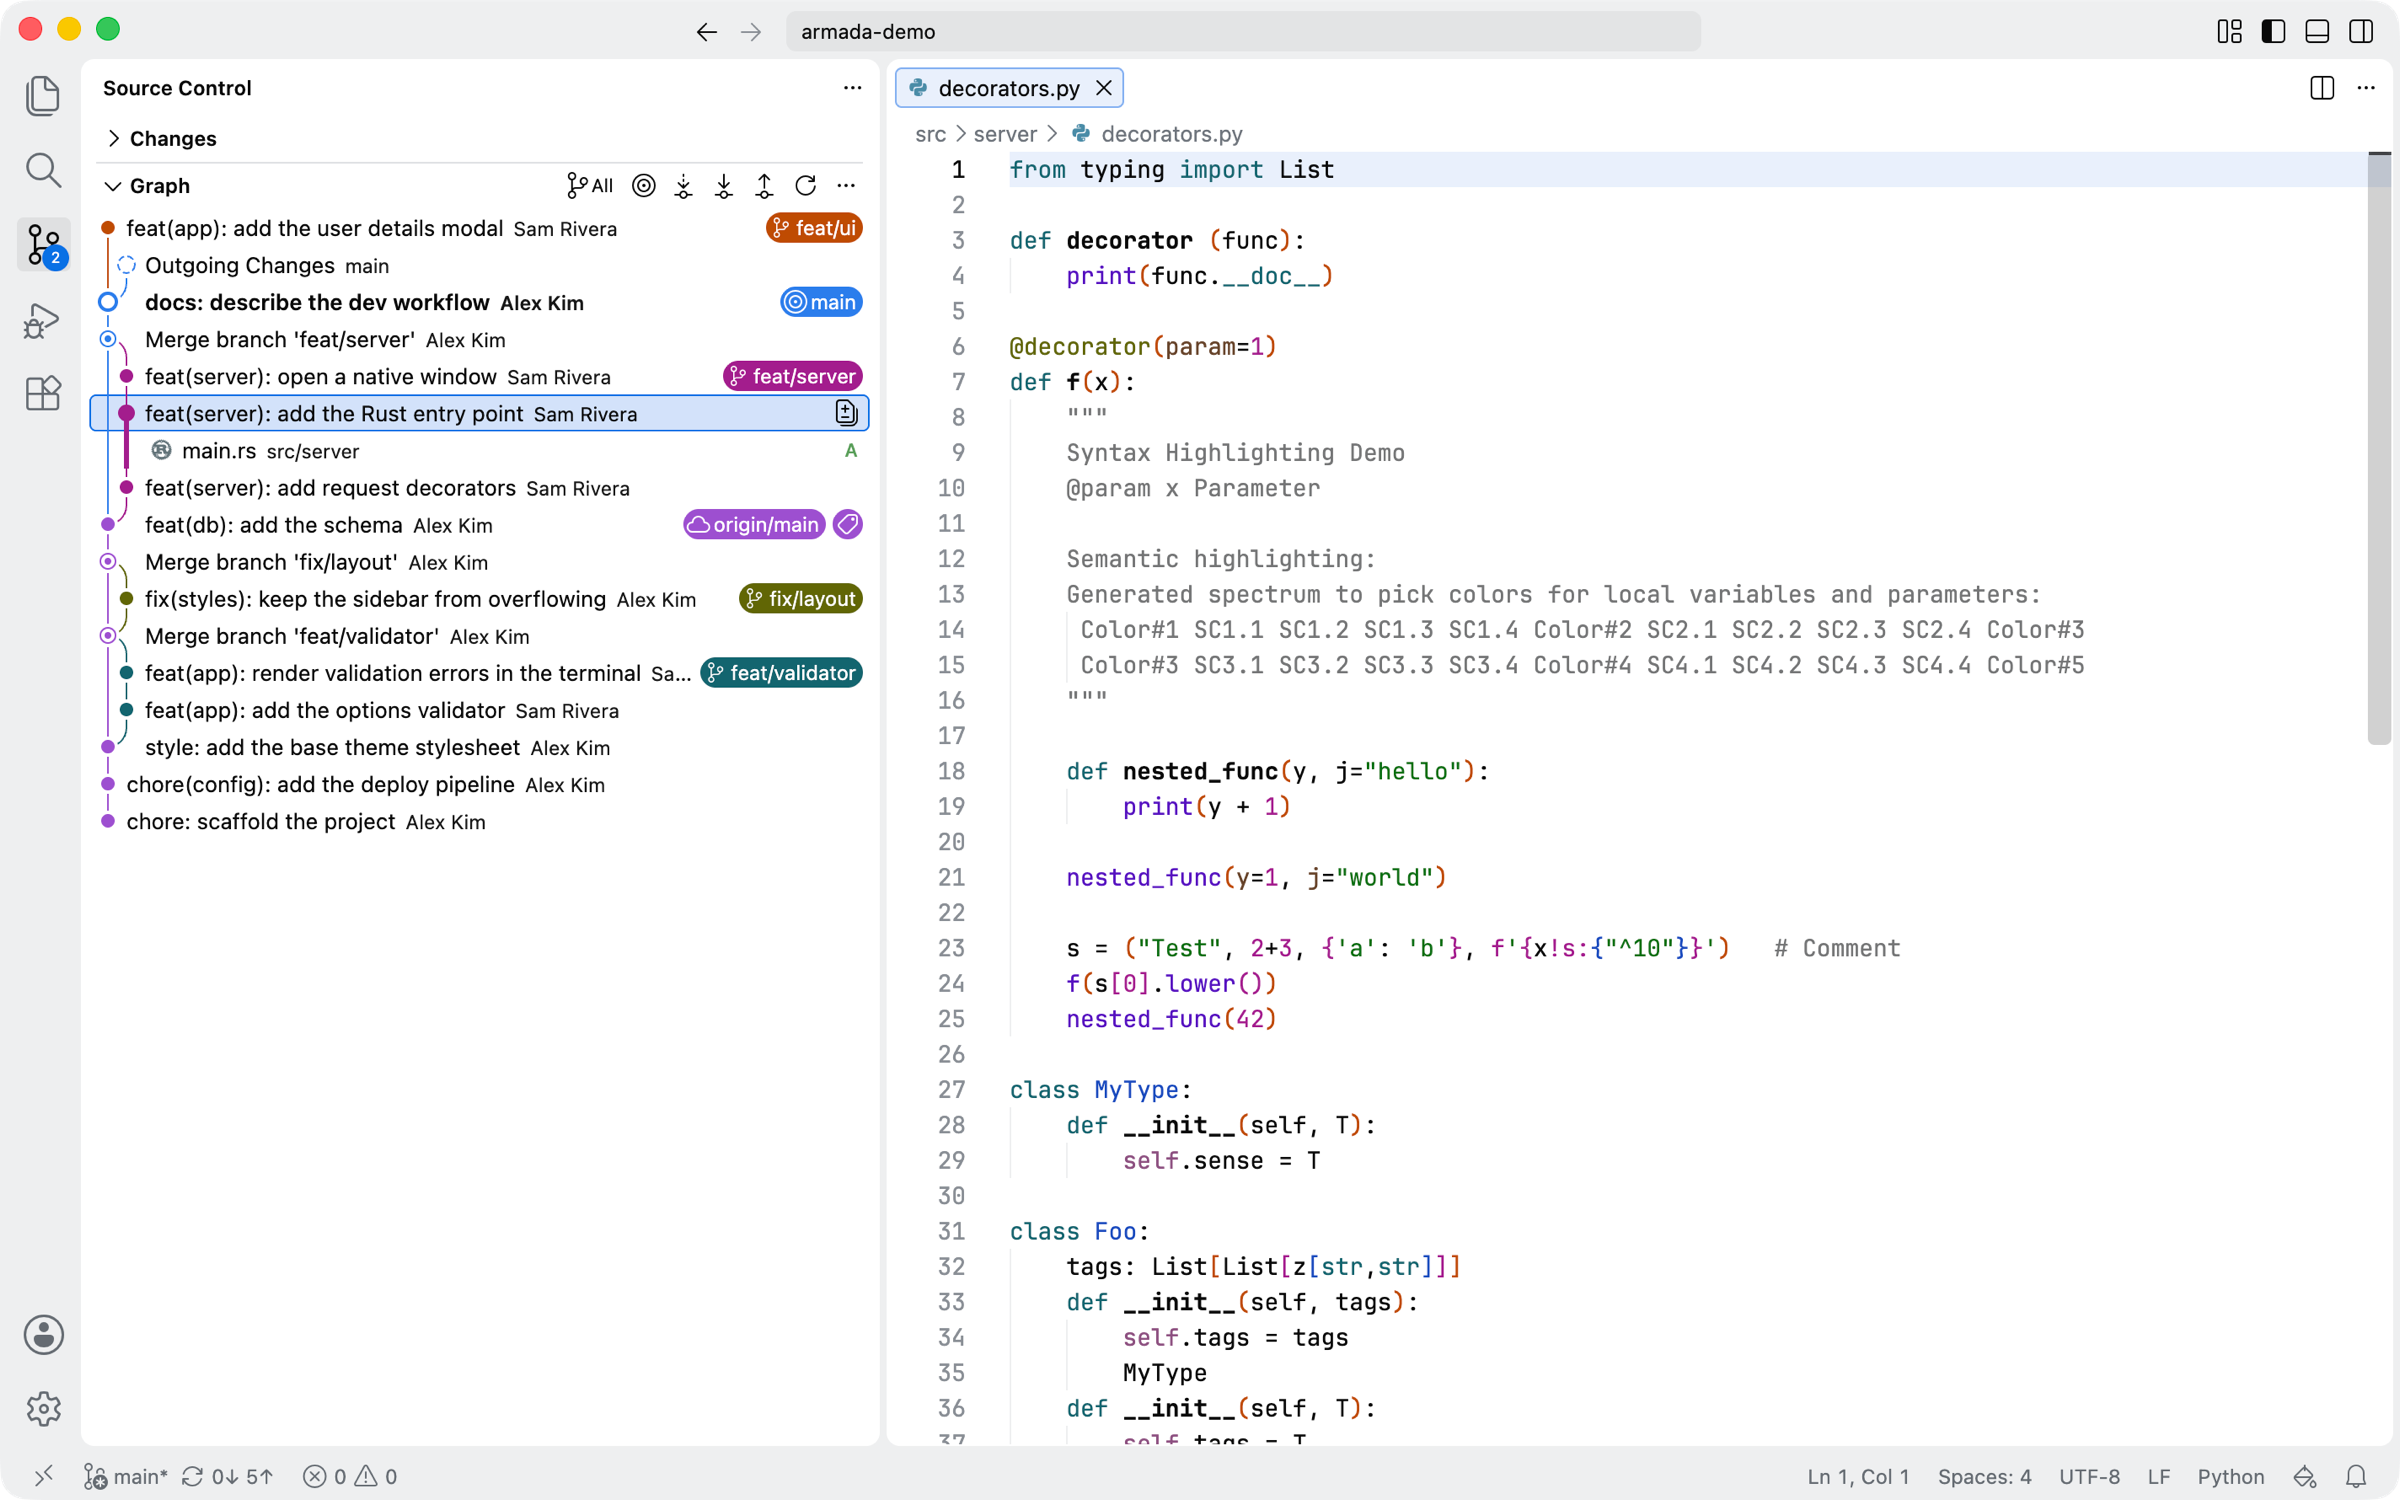 armada-demo
Source Control
Changes
Graph
All
feat(app): add the user details modal Sam Rivera
feat/ui
Outgoing Changes main
docs: describe the dev workflow Alex Kim
main
Merge branch 'feat/server' Alex Kim
feat(server): open a native window Sam Rivera
feat/server
feat(server): add the Rust entry point Sam Rivera
main.rs src/server
A
feat(server): add request decorators Sam Rivera
feat(db): add the schema Alex Kim
origin/main
Merge branch 'fix/layout' Alex Kim
fix(styles): keep the sidebar from overflowing Alex Kim
fix/layout
Merge branch 'feat/validator' Alex Kim
feat(app): render validation errors in the terminal Sa...
feat/validator
feat(app): add the options validator Sam Rivera
style: add the base theme stylesheet Alex Kim
chore(config): add the deploy pipeline Alex Kim
chore: scaffold the project Alex Kim
2
decorators.py
src > server > decorators.py
1 from typing import List
2
3 def decorator (func):
4     print(func.__doc__)
5
6 @decorator(param=1)
7 def f(x):
8     """
9     Syntax Highlighting Demo
10     @param x Parameter
11
12     Semantic highlighting:
13     Generated spectrum to pick colors for local variables and parameters:
14      Color#1 SC1.1 SC1.2 SC1.3 SC1.4 Color#2 SC2.1 SC2.2 SC2.3 SC2.4 Color#3
15      Color#3 SC3.1 SC3.2 SC3.3 SC3.4 Color#4 SC4.1 SC4.2 SC4.3 SC4.4 Color#5
16     """
17
18     def nested_func(y, j="hello"):
19         print(y + 1)
20
21     nested_func(y=1, j="world")
22
23     s = ("Test", 2+3, {'a': 'b'}, f'{x!s:{"^10"}}')   # Comment
24     f(s[0].lower())
25     nested_func(42)
26
27 class MyType:
28     def __init__(self, T):
29         self.sense = T
30
31 class Foo:
32     tags: List[List[z[str,str]]]
33     def __init__(self, tags):
34         self.tags = tags
35         MyType
36     def __init__(self, T):
37         self.tags = T
main* 0↓ 5↑ 0 0
Ln 1, Col 1 Spaces: 4 UTF-8 LF Python